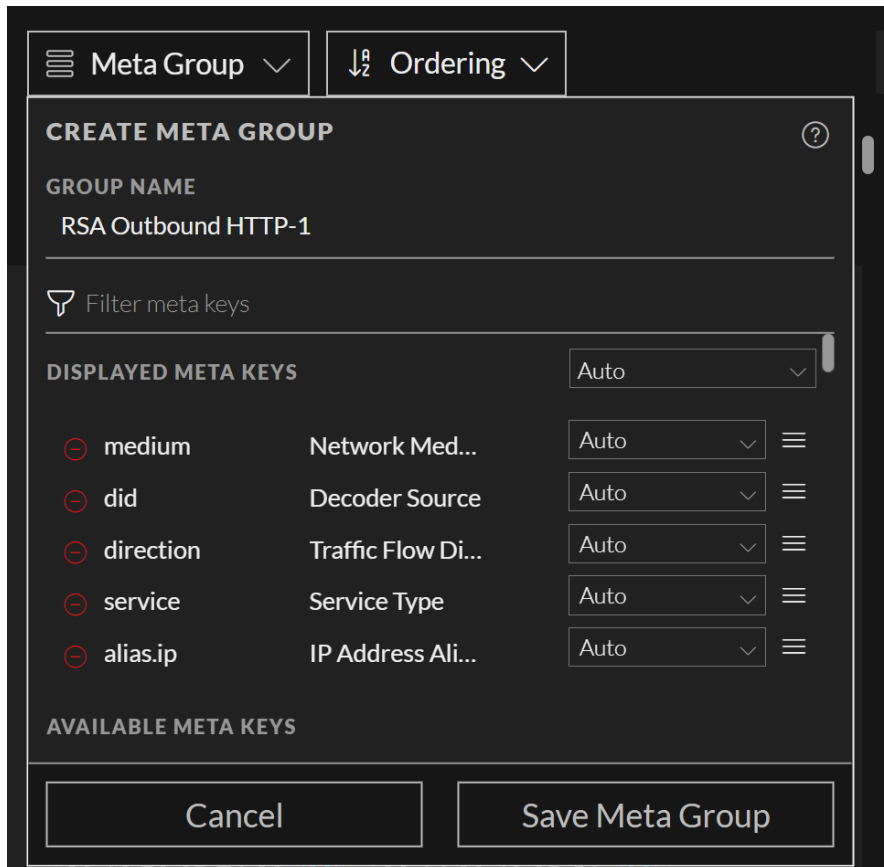 Meta Group Ordering
CREATE META GROUP
GROUP NAME
RSA Outbound HTTP-1
Filter meta keys
DISPLAYED META KEYS Auto
medium Network Med... Auto
did Decoder Source Auto
direction Traffic Flow Di... Auto
service Service Type Auto
alias.ip IP Address Ali... Auto
AVAILABLE META KEYS
Cancel Save Meta Group